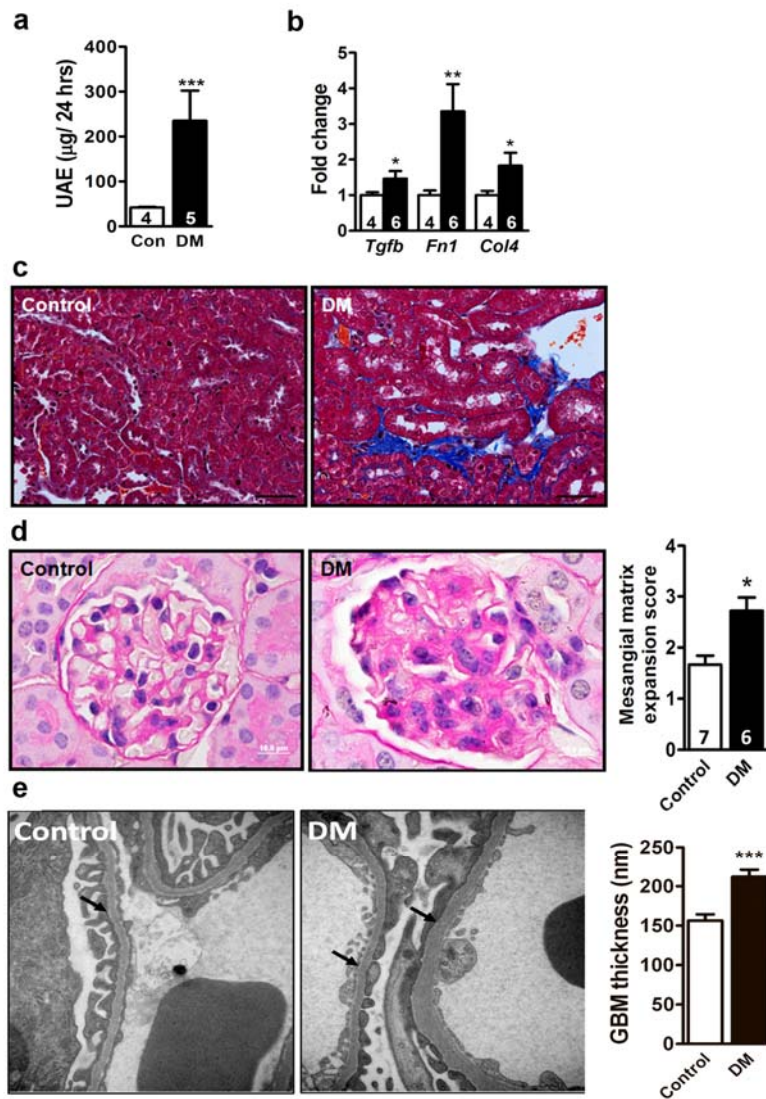 a
UAE (µg/ 24 hrs)
400
300
200
100
0
***
4
5
Con
DM
b
Fold change
5
4
3
2
1
0
*
**
*
4
6
4
6
4
6
Tgfb
Fn1
Col4
c
Control
DM
d
Control
DM
10.0 µm
Mesangial matrix
expansion score
4
3
2
1
0
*
7
6
Control
DM
e
Control
DM
GBM thickness (nm)
250
200
150
100
50
0
***
Control
DM